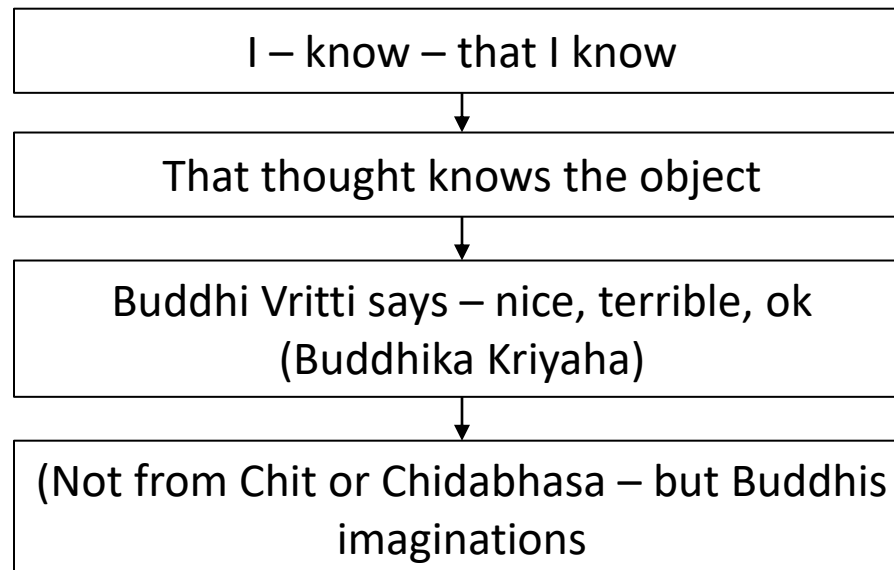 I – know – that I know
That thought knows the object
Buddhi Vritti says – nice, terrible, ok
(Buddhika Kriyaha)
(Not from Chit or Chidabhasa – but Buddhis
imaginations